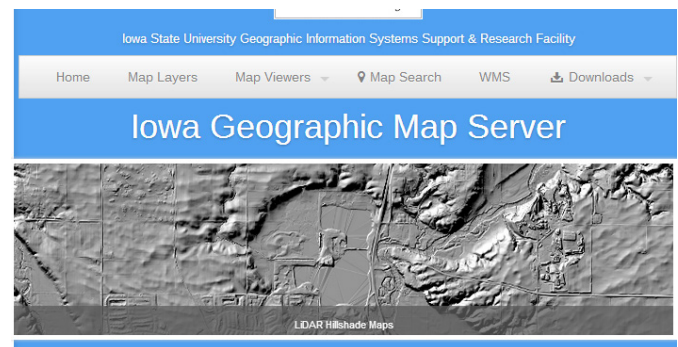 Iowa State University Geographic Information Systems Support & Research Facility
Home Map Layers Map Viewers Map Search WMS Downloads
Iowa Geographic Map Server
LiDAR Hillshade Maps